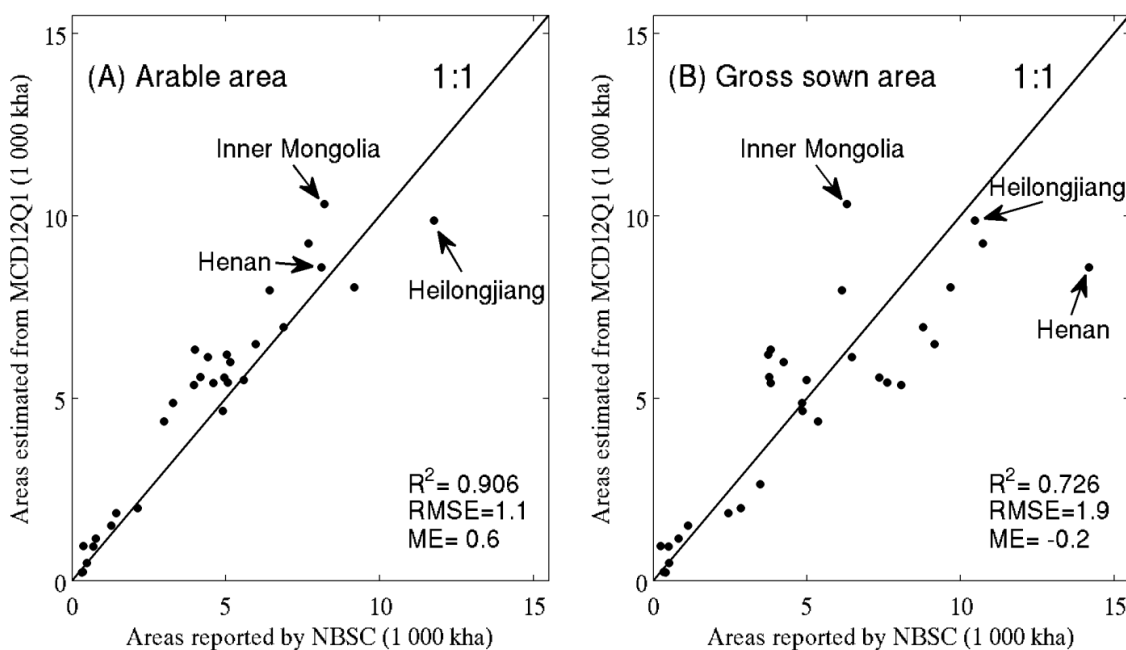 (A) Arable area
1:1
Inner Mongolia
Henan
Heilongjiang
R² = 0.906
RMSE=1.1
ME= 0.6
15
10
5
0
0
5
10
15
Areas estimated from MCD12Q1 (1 000 kha)
Areas reported by NBSC (1 000 kha)
(B) Gross sown area
1:1
Inner Mongolia
Heilongjiang
Henan
R² = 0.726
RMSE=1.9
ME= -0.2
15
10
5
0
0
5
10
15
Areas estimated from MCD12Q1 (1 000 kha)
Areas reported by NBSC (1 000 kha)